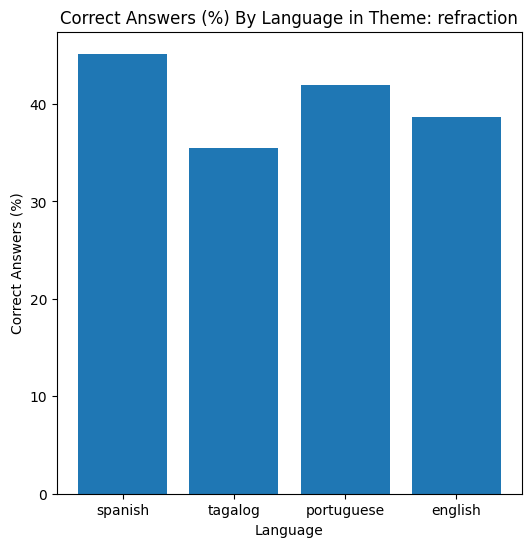 Correct Answers (%) By Language in Theme: refraction
Correct Answers (%)
40
30
20
10
0
spanish tagalog portuguese english
Language